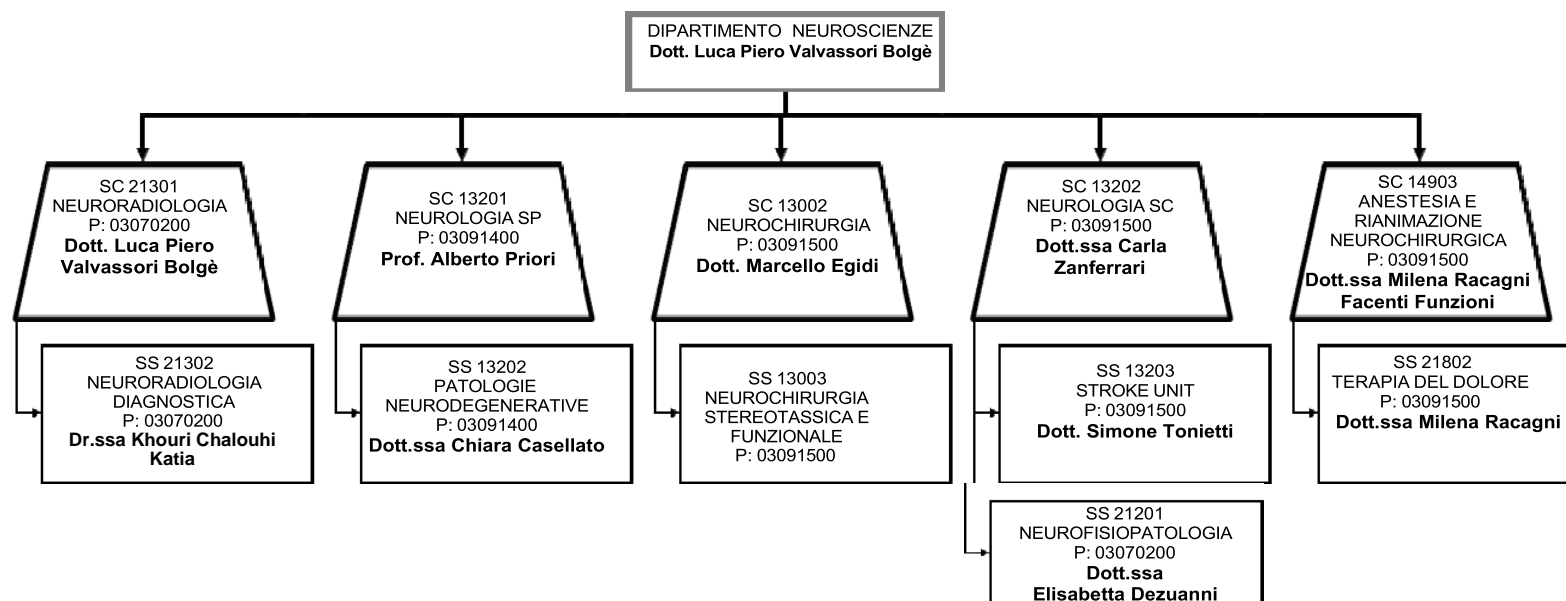 DIPARTIMENTO NEUROSCIENZE
Dott. Luca Piero Valvassori Bolgè
SC 21301
NEURORADIOLOGIA
P: 03070200
Dott. Luca Piero
Valvassori Bolgè
SC 13201
NEUROLOGIA SP
P: 03091400
Prof. Alberto Priori
SC 13002
NEUROCHIRURGIA
P: 03091500
Dott. Marcello Egidi
SC 13202
NEUROLOGIA SC
P: 03091500
Dott.ssa Carla
Zanferrari
SC 14903
ANESTESIA E
RIANIMAZIONE
NEUROCHIRURGICA
P: 03091500
Dott.ssa Milena Racagni
Facenti Funzioni
SS 21302
NEURORADIOLOGIA
DIAGNOSTICA
P: 03070200
Dr.ssa Khouri Chalouhi
Katia
SS 13202
PATOLOGIE
NEURODEGENERATIVE
P: 03091400
Dott.ssa Chiara Casellato
SS 13003
NEUROCHIRURGIA
STEREOTASSICA E
FUNZIONALE
P: 03091500
SS 13203
STROKE UNIT
P: 03091500
Dott. Simone Tonietti
SS 21802
TERAPIA DEL DOLORE
P: 03091500
Dott.ssa Milena Racagni
SS 21201
NEUROFISIOPATOLOGIA
P: 03070200
Dott.ssa
Elisabetta Dezuanni